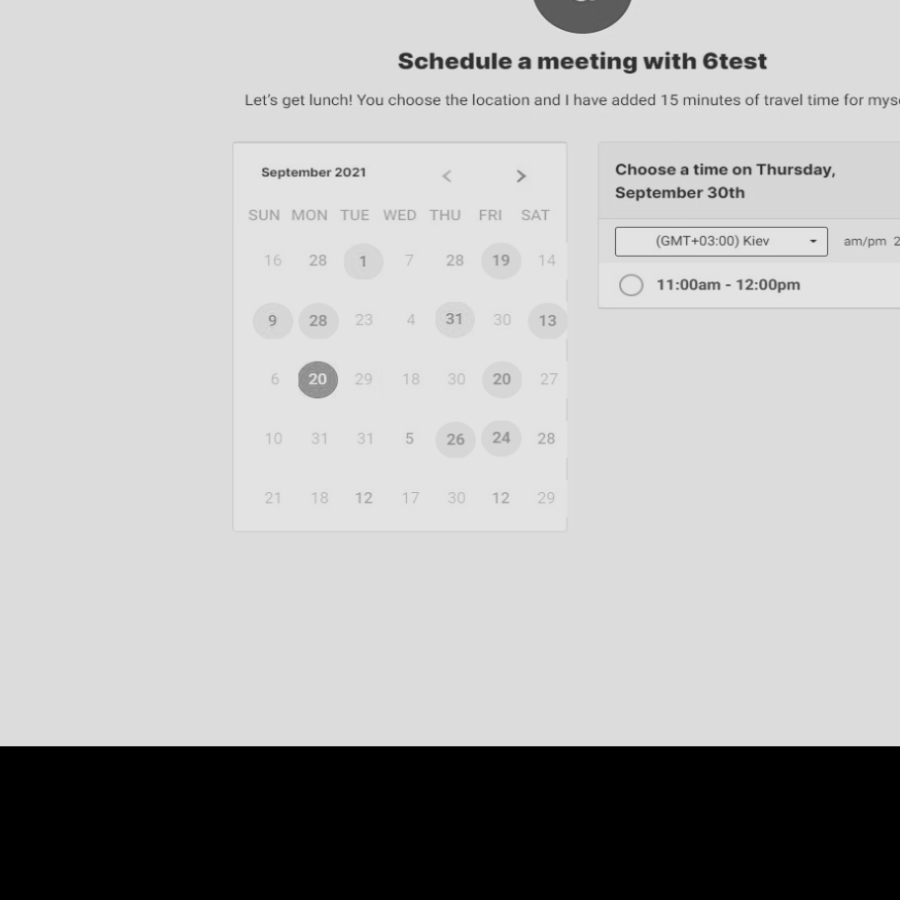 Schedule a meeting with 6test
Let's get lunch! You choose the location and I have added 15 minutes of travel time for
September 2021
SUN MON TUE WED THU FRI SAT
16 28 1 7 28 19 14
9 28 23 4 31 30 13
6 20 29 18 30 20 27
10 31 31 5 26 24 28
21 18 12 17 30 12 29
Choose a time on Thursday,
September 30th
(GMT+03:00) Kiev am/pm
11:00am - 12:00pm